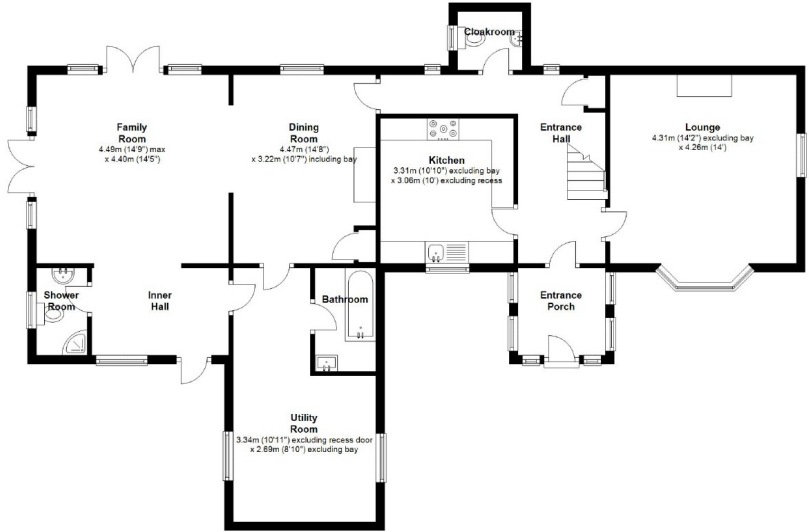 Cloakroom
Family
Room
4.49m (14'9") max
x 4.40m (14'5")
Dining
Room
4.47m (14'8")
x 3.22m (10'7") including bay
Kitchen
3.31m (10'10") excluding bay
x 3.06m (10') excluding recess
Entrance
Hall
Lounge
4.31m (14'2") excluding bay
x 4.26m (14')
Shower
Room
Inner
Hall
Bathroom
Entrance
Porch
Utility
Room
3.34m (10'11") excluding recess door
x 2.69m (8'10") excluding bay